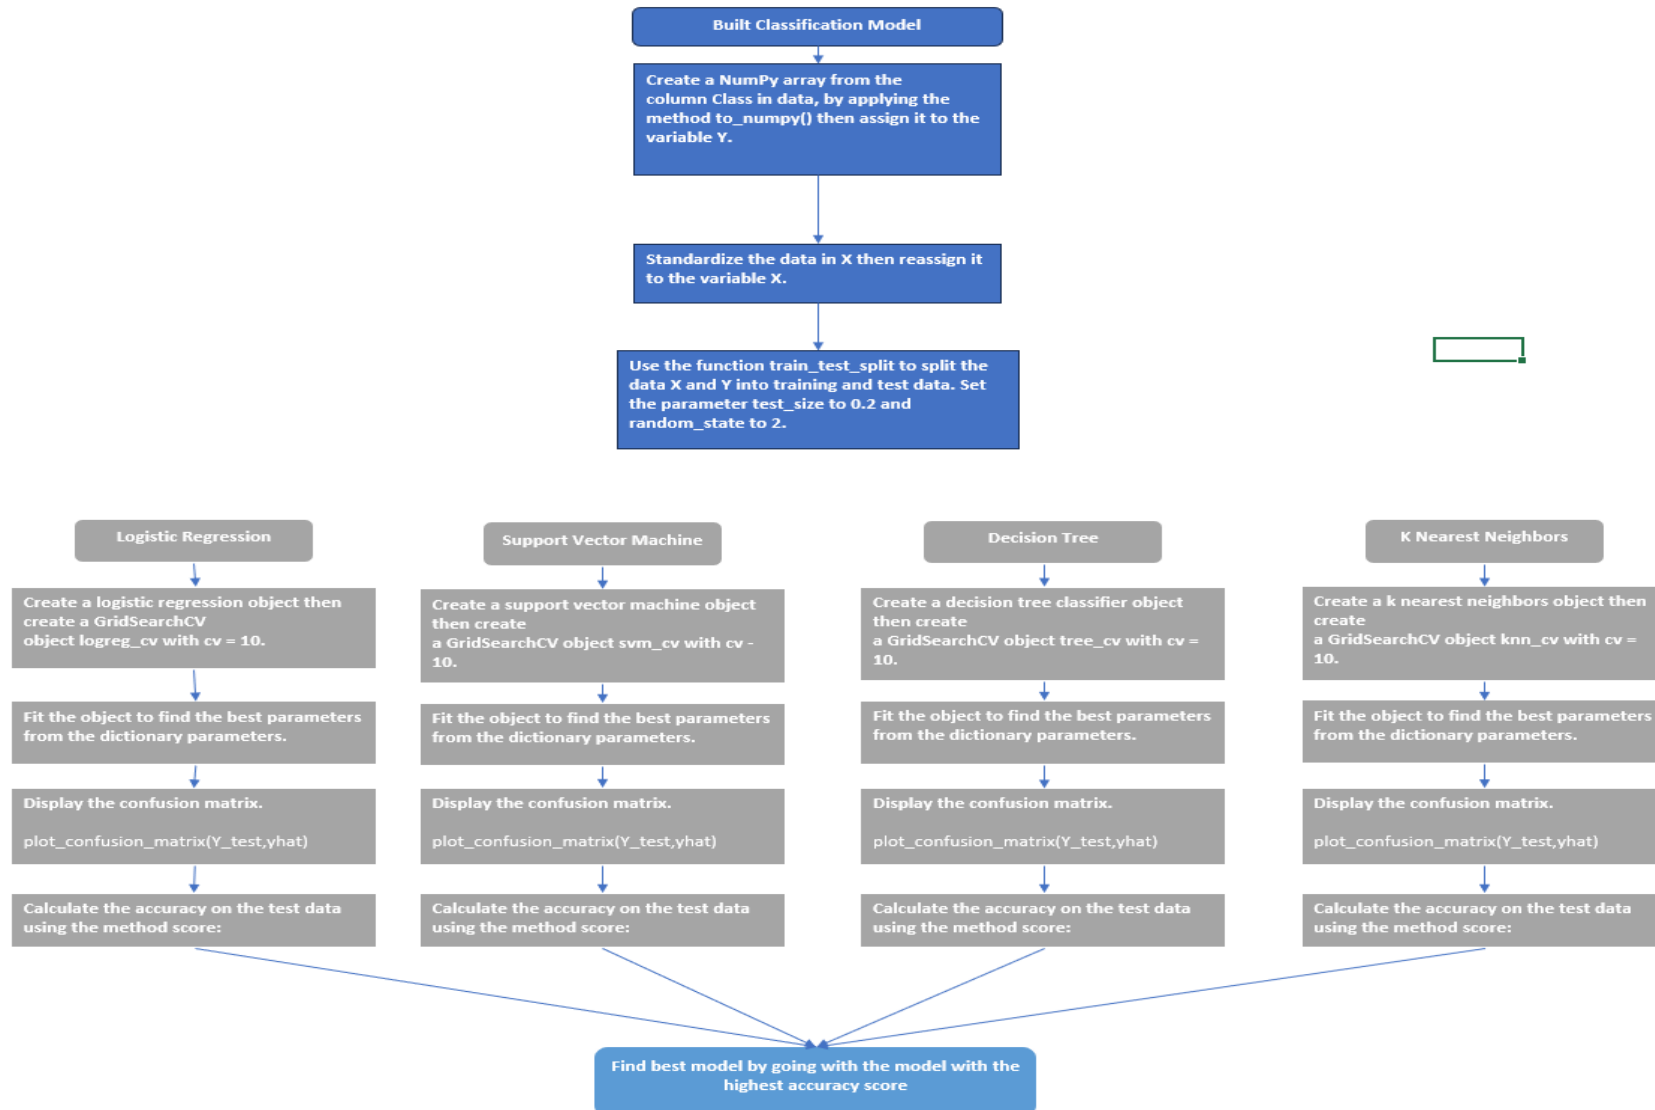 Built Classification Model
Create a NumPy array from the
column Class in data, by applying the
method to_numpy() then assign it to the
variable Y.
Standardize the data in X then reassign it
to the variable X.
Use the function train_test_split to split the
data X and Y into training and test data. Set
the parameter test_size to 0.2 and
random_state to 2.
Logistic Regression
Create a logistic regression object then
create a GridSearchCV
object logreg_cv with cv = 10.
Fit the object to find the best parameters
from the dictionary parameters.
Display the confusion matrix.
plot_confusion_matrix(Y_test,yhat)
Calculate the accuracy on the test data
using the method score:
Support Vector Machine
Create a support vector machine object
then create
a GridSearchCV object svm_cv with cv -
10.
Fit the object to find the best parameters
from the dictionary parameters.
Display the confusion matrix.
plot_confusion_matrix(Y_test,yhat)
Calculate the accuracy on the test data
using the method score:
Decision Tree
Create a decision tree classifier object
then create
a GridSearchCV object tree_cv with cv =
10.
Fit the object to find the best parameters
from the dictionary parameters.
Display the confusion matrix.
plot_confusion_matrix(Y_test,yhat)
Calculate the accuracy on the test data
using the method score:
K Nearest Neighbors
Create a k nearest neighbors object then
create
a GridSearchCV object knn_cv with cv =
10.
Fit the object to find the best parameters
from the dictionary parameters.
Display the confusion matrix.
plot_confusion_matrix(Y_test,yhat)
Calculate the accuracy on the test data
using the method score:
Find best model by going with the model with the
highest accuracy score